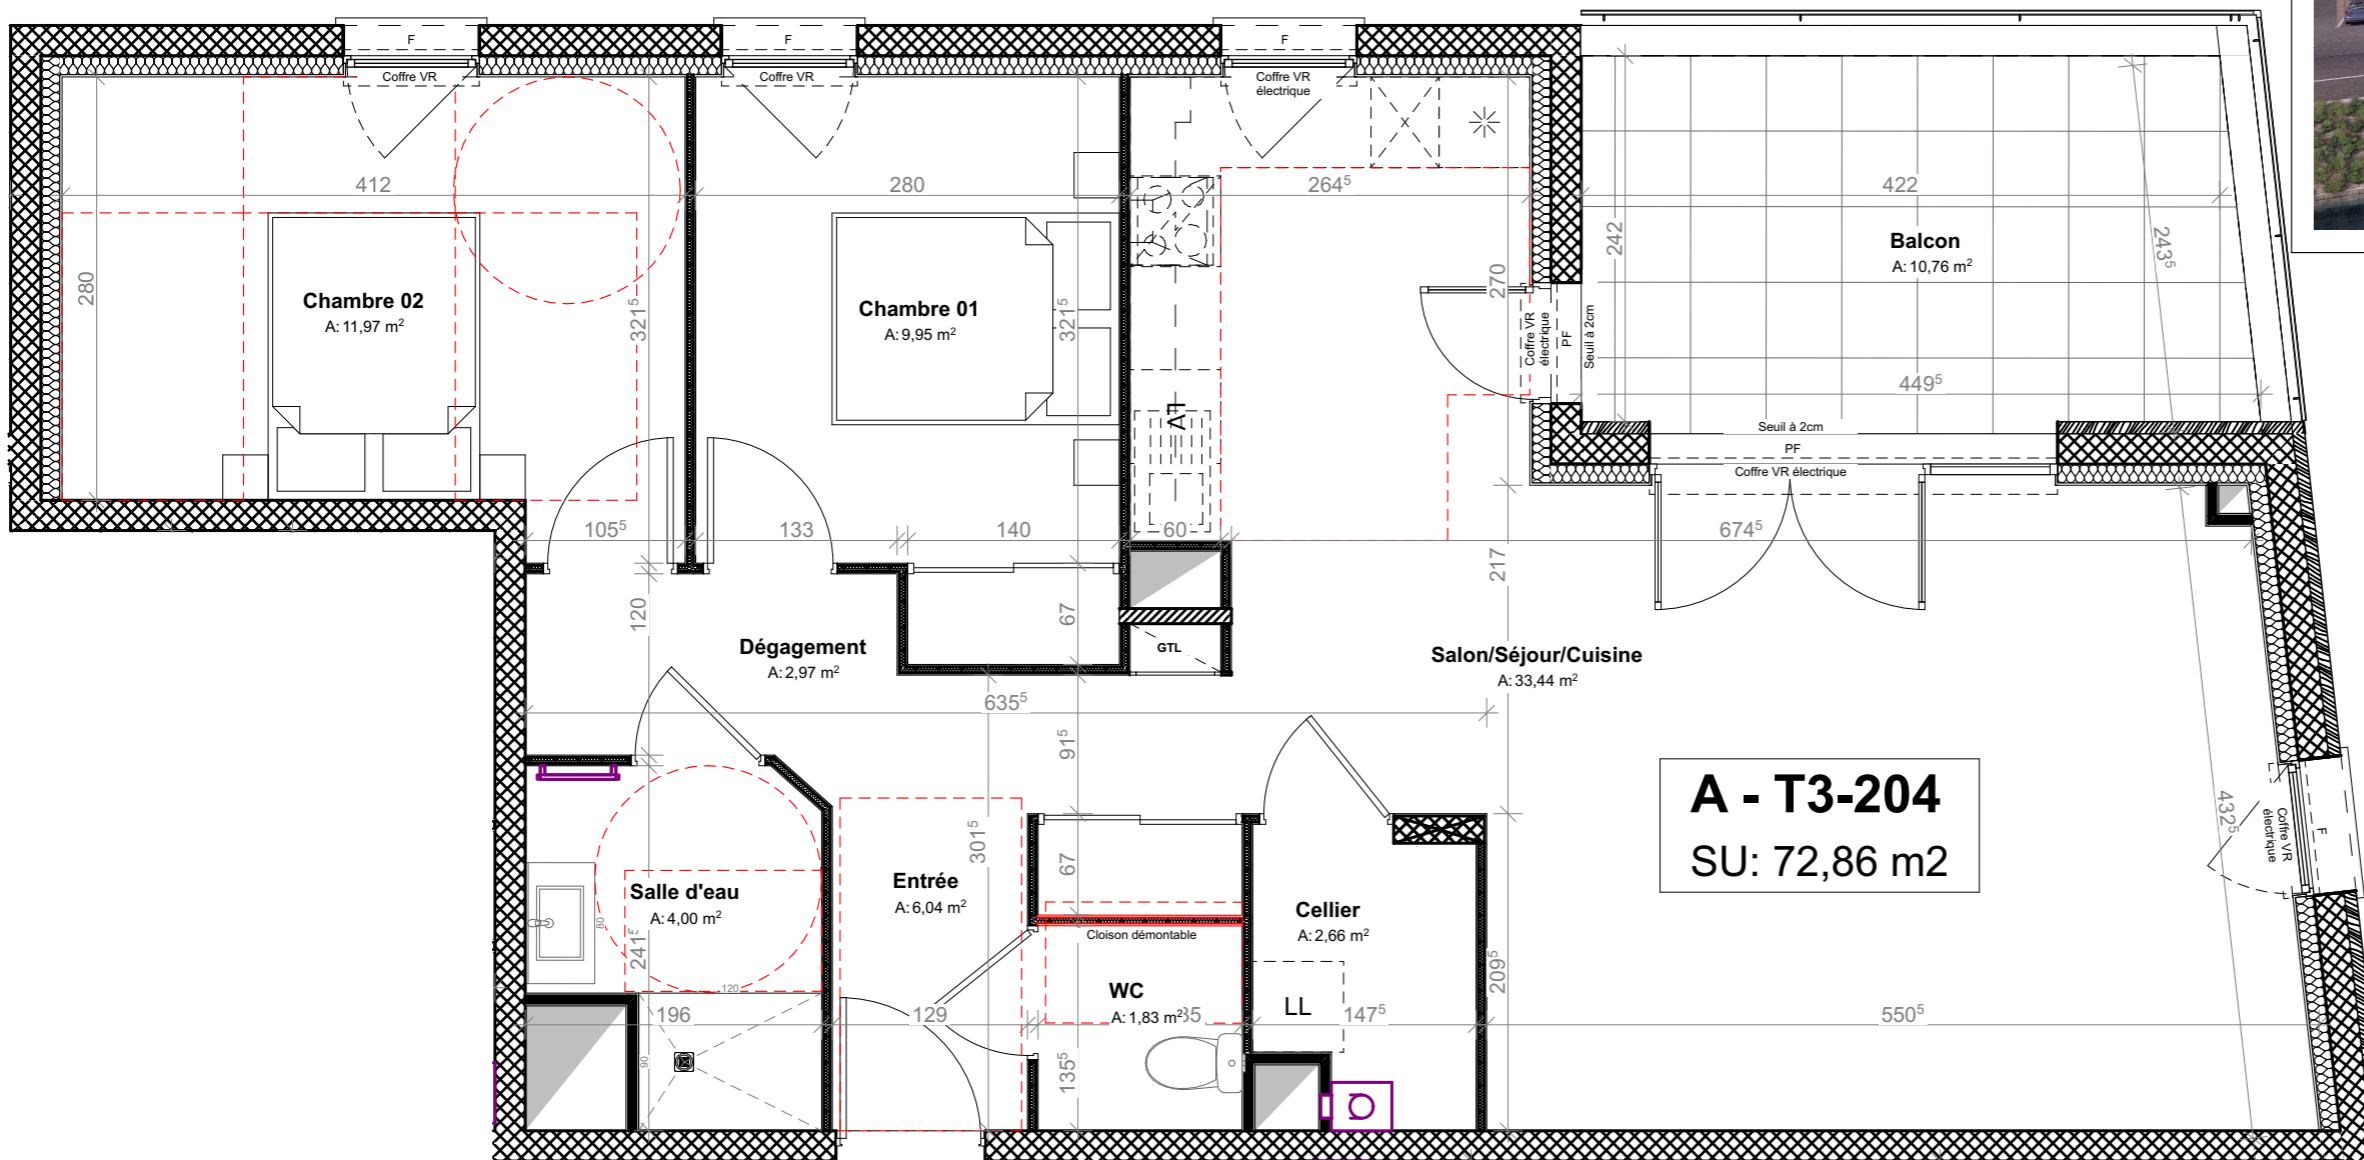 F
F
F
Coffre VR
Coffre VR
Coffre VR
électrique
X
412
280
264⁵
422
280
321⁵
321⁵
270
242
243⁵
Balcon
A: 10,76 m²
Chambre 02
A: 11,97 m²
Chambre 01
A: 9,95 m²
Coffre VR
électrique
PF
Seuil à 2cm
449⁵
LV
Seuil à 2cm
PF
Coffre VR électrique
105⁵
133
140
60
674⁵
217
120
67
Dégagement
A: 2,97 m²
GTL
Salon/Séjour/Cuisine
A: 33,44 m²
635⁵
91⁵
A - T3-204
SU: 72,86 m2
432⁵
Coffre VR
électrique
F
301⁵
67
Entrée
A: 6,04 m²
Salle d'eau
A: 4,00 m²
80
241⁵
Cellier
A: 2,66 m²
Cloison démontable
209⁵
120
WC
A: 1,83 m²
35
LL
196
129
147⁵
550⁵
90
135⁵